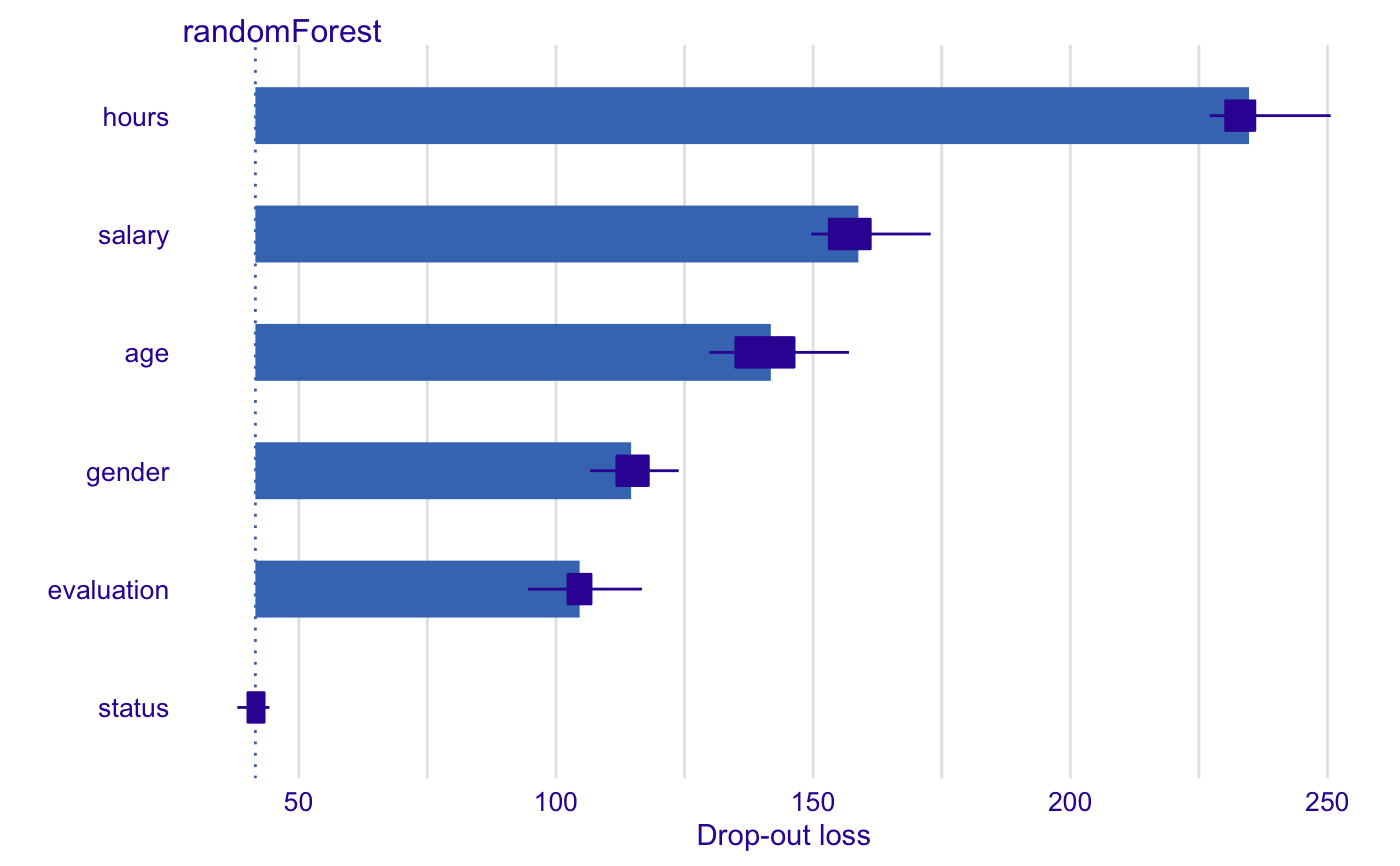 randomForest
hours
salary
age
gender
evaluation
status
50 100 150 200 250
Drop-out loss